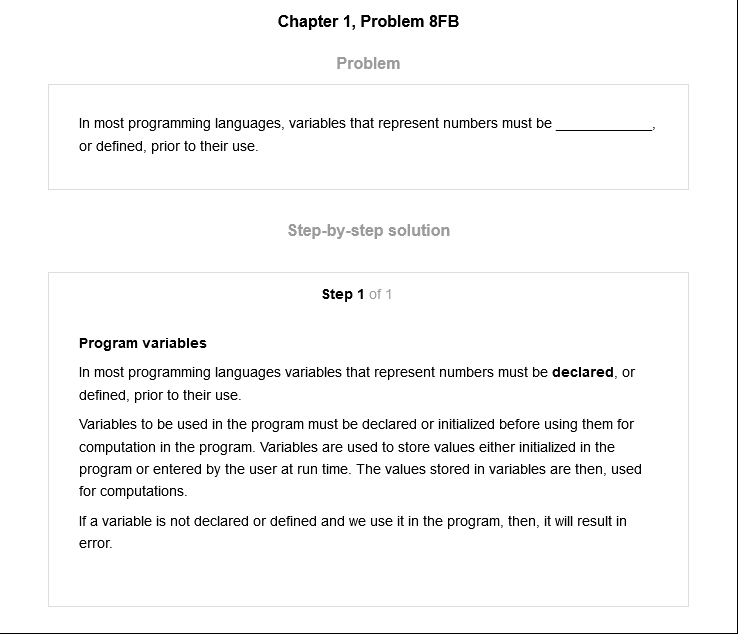 Chapter 1, Problem 8FB
Problem
In most programming languages, variables that represent numbers must be ____________,
or defined, prior to their use.
Step-by-step solution
Step 1 of 1
Program variables
In most programming languages variables that represent numbers must be declared, or
defined, prior to their use.
Variables to be used in the program must be declared or initialized before using them for
computation in the program. Variables are used to store values either initialized in the
program or entered by the user at run time. The values stored in variables are then, used
for computations.
If a variable is not declared or defined and we use it in the program, then, it will result in
error.